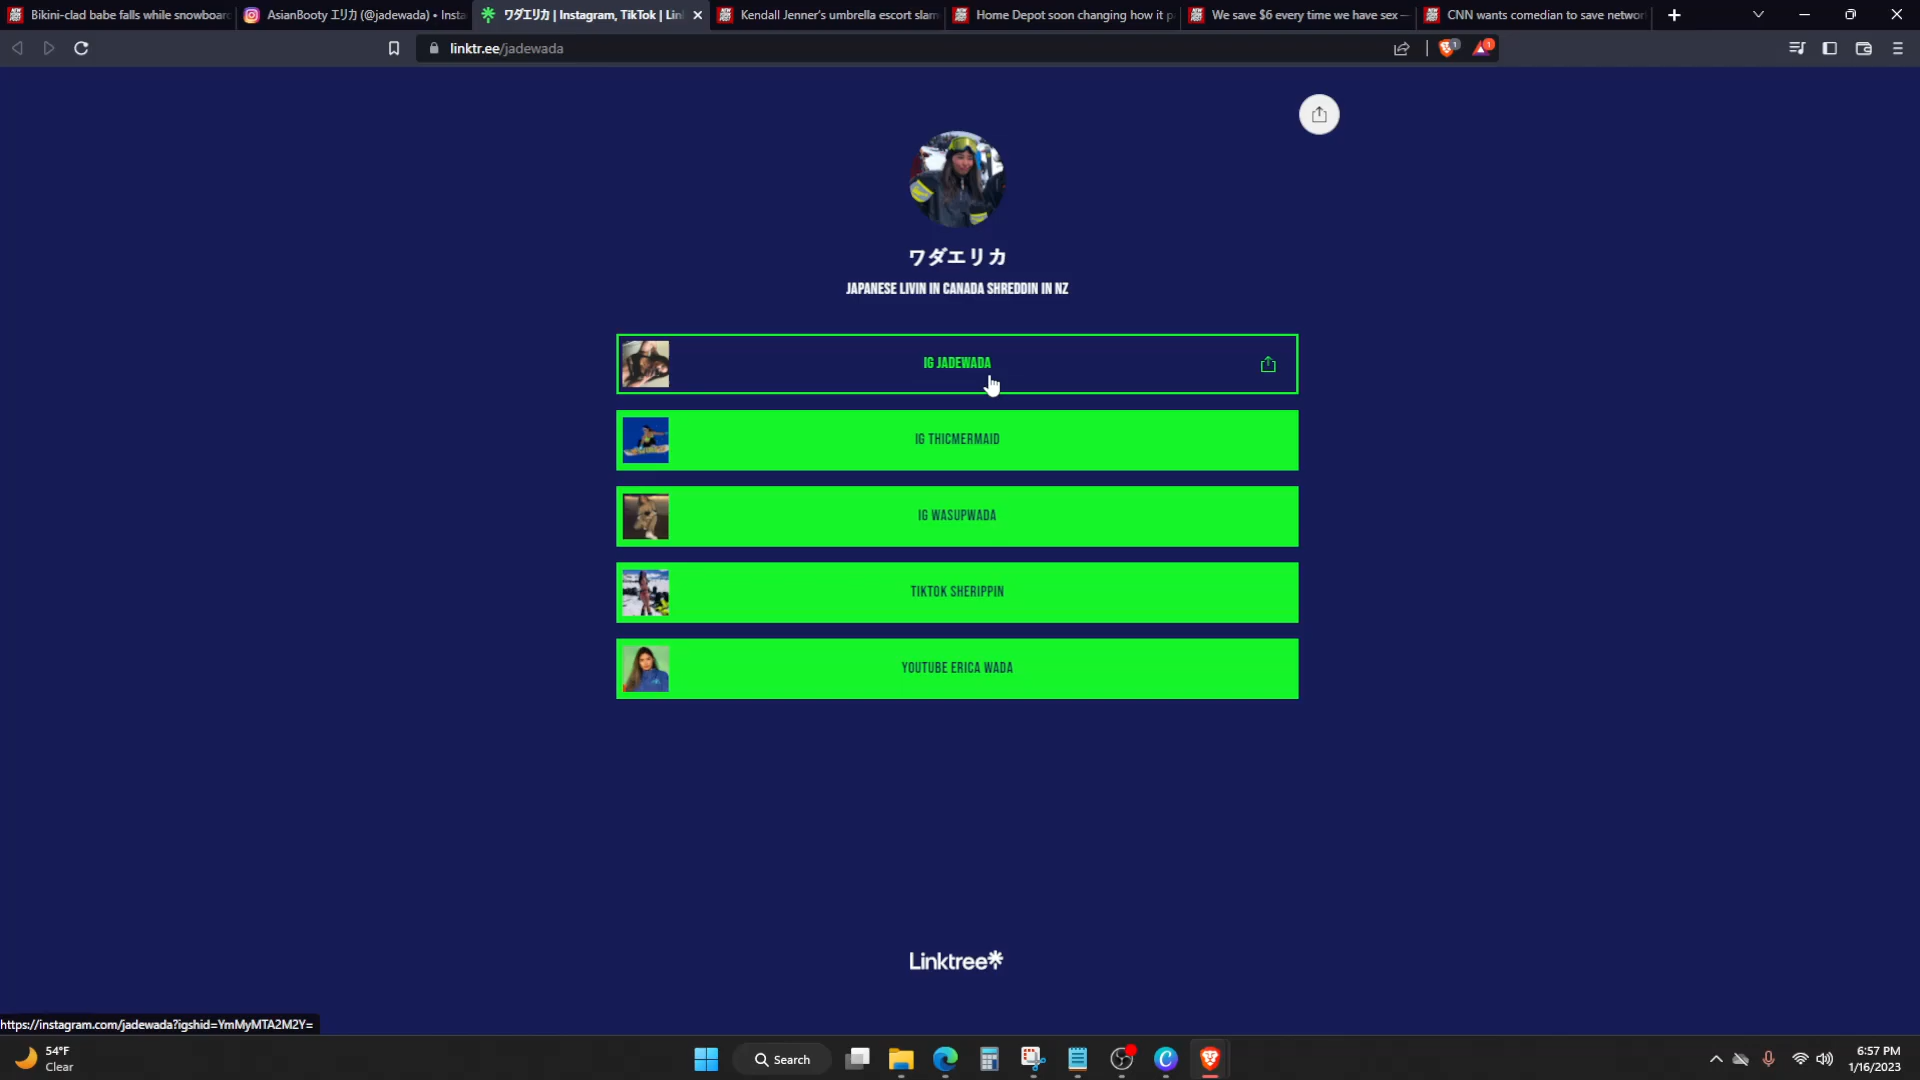 Bikini-clad babe falls while snowboard
AsianBooty エリカ (@jadewada) • Insta
ワダエリカ | Instagram, TikTok | Lin
Kendall Jenner's umbrella escort slam
Home Depot soon changing how it p
We save $6 every time we have sex —
CNN wants comedian to save networ
linktr.ee/jadewada
1
1
ワダエリカ
JAPANESE LIVIN IN CANADA SHREDDIN IN NZ
IG JADEWADA
IG THICMERMAID
IG WASUPWADA
TIKTOK SHERIPPIN
YOUTUBE ERICA WADA
Linktree
https://instagram.com/jadewada?igshid=YmMyMTA2M2Y=
54°F
Clear
Search
6:57 PM
1/16/2023